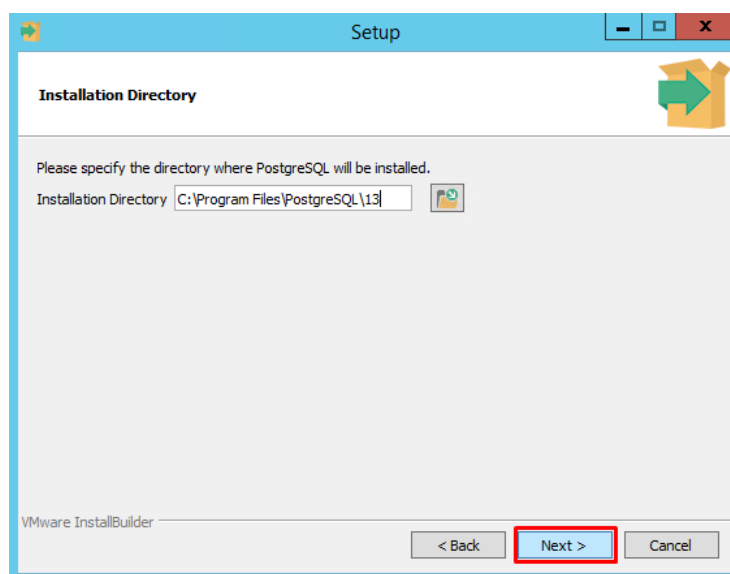 Setup
Installation Directory
Please specify the directory where PostgreSQL will be installed.
Installation Directory C:\Program Files\PostgreSQL\13
VMware InstallBuilder
< Back Next > Cancel